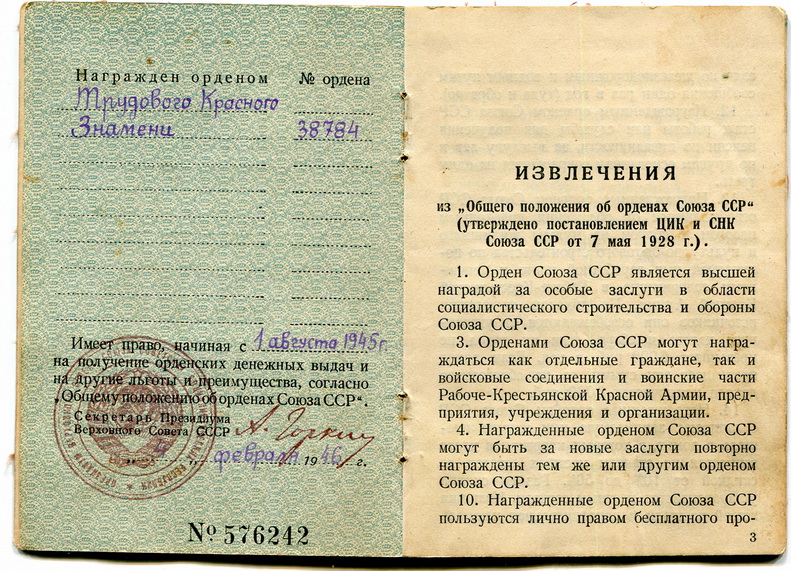 Награжден орденом № ордена
Трудового Красного
Знамени 38784
Имеет право, начиная с 1 августа 1945 г.
на получение орденских денежных выдач и
на другие льготы и преимущества, согласно
„Общему положению об орденах Союза ССР“.
Секретарь Президиума
Верховного Совета СССР А. Горкин
февраля 1946 г.
№ 576242
ИЗВЛЕЧЕНИЯ
из „Общего положения об орденах Союза ССР“
(утверждено постановлением ЦИК и СНК
Союза ССР от 7 мая 1928 г.).
1. Орден Союза ССР является высшей
наградой за особые заслуги в области
социалистического строительства и обороны
Союза ССР.
3. Орденами Союза ССР могут награ-
ждаться как отдельные граждане, так и
войсковые соединения и воинские части
Рабоче-Крестьянской Красной Армии, пред-
приятия, учреждения и организации.
4. Награжденные орденом Союза ССР
могут быть за новые заслуги повторно
награждены тем же или другим орденом
Союза ССР.
10. Награжденные орденом Союза ССР
пользуются лично правом бесплатного про-
3